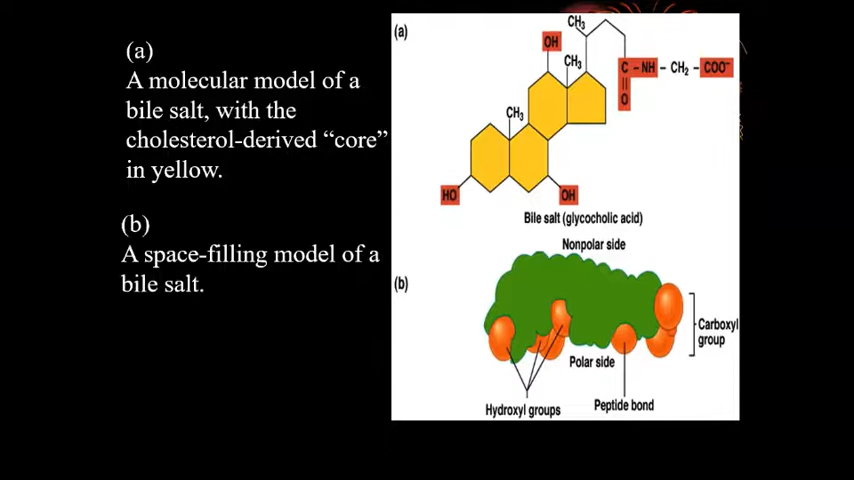 (a)
A molecular model of a
bile salt, with the
cholesterol-derived “core”
in yellow.
(b)
A space-filling model of a
bile salt.
(a)
CH₃
OH
CH₃
C – NH – CH₂ – COO⁻
O
CH₃
HO
OH
Bile salt (glycocholic acid)
Nonpolar side
(b)
Carboxyl
group
Polar side
Hydroxyl groups
Peptide bond